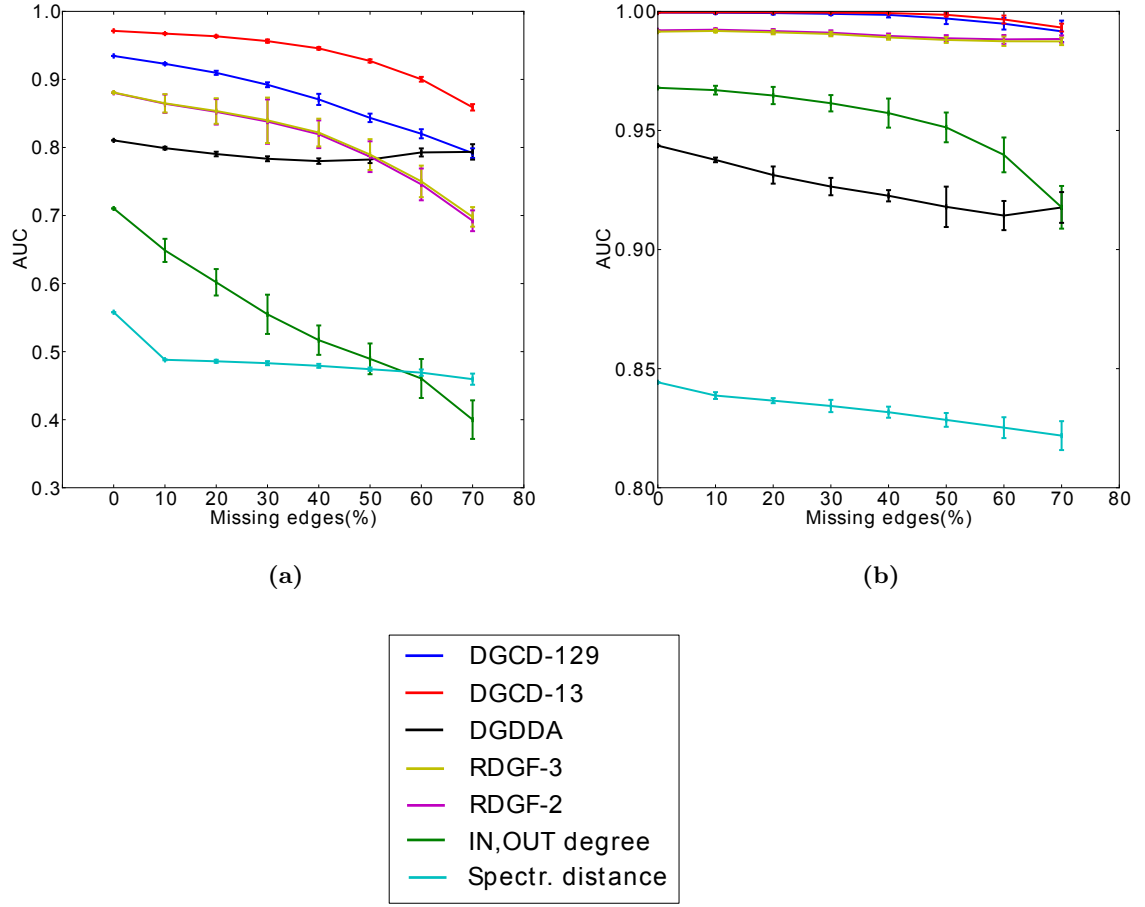 1.0
0.9
0.8
0.7
0.6
0.5
0.4
0.3
AUC
0 10 20 30 40 50 60 70 80
Missing edges(%)
(a)
1.00
0.95
0.90
0.85
0.80
AUC
0 10 20 30 40 50 60 70 80
Missing edges(%)
(b)
DGCD-129
DGCD-13
DGDDA
RDGF-3
RDGF-2
IN,OUT degree
Spectr. distance